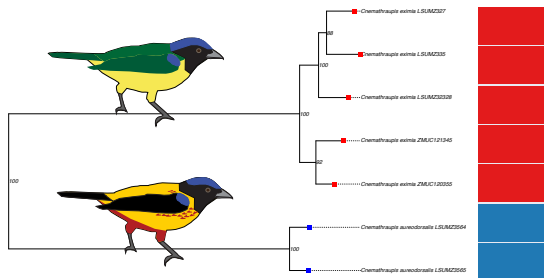 Cnemathraupis eximia LSUMZ327
88
Cnemathraupis eximia LSUMZ335
100
Cnemathraupis eximia LSUMZ32328
100
Cnemathraupis eximia ZMUC121345
92
Cnemathraupis eximia ZMUC120355
100
Cnemathraupis aureodorsalis LSUMZ3564
100
Cnemathraupis aureodorsalis LSUMZ3565